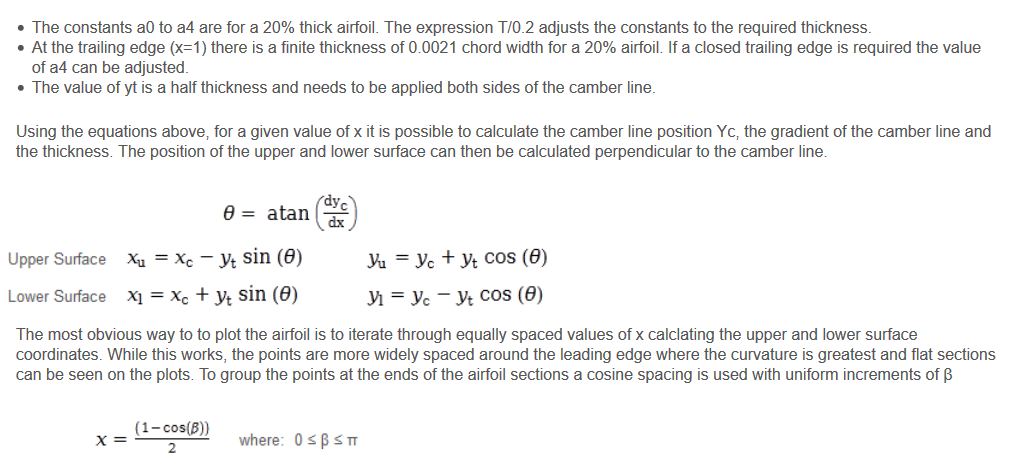 • The constants a0 to a4 are for a 20% thick airfoil. The expression T/0.2 adjusts the constants to the required thickness.
• At the trailing edge (x=1) there is a finite thickness of 0.0021 chord width for a 20% airfoil. If a closed trailing edge is required the value
of a4 can be adjusted.
• The value of yt is a half thickness and needs to be applied both sides of the camber line.
Using the equations above, for a given value of x it is possible to calculate the camber line position Yc, the gradient of the camber line and
the thickness. The position of the upper and lower surface can then be calculated perpendicular to the camber line.
θ = atan (dyc/dx)
Upper Surface xu = xc − yt sin (θ) yu = yc + yt cos (θ)
Lower Surface xl = xc + yt sin (θ) yl = yc − yt cos (θ)
The most obvious way to to plot the airfoil is to iterate through equally spaced values of x calclating the upper and lower surface
coordinates. While this works, the points are more widely spaced around the leading edge where the curvature is greatest and flat sections
can be seen on the plots. To group the points at the ends of the airfoil sections a cosine spacing is used with uniform increments of β
x = (1−cos(β))/2 where: 0 ≤ β ≤ π